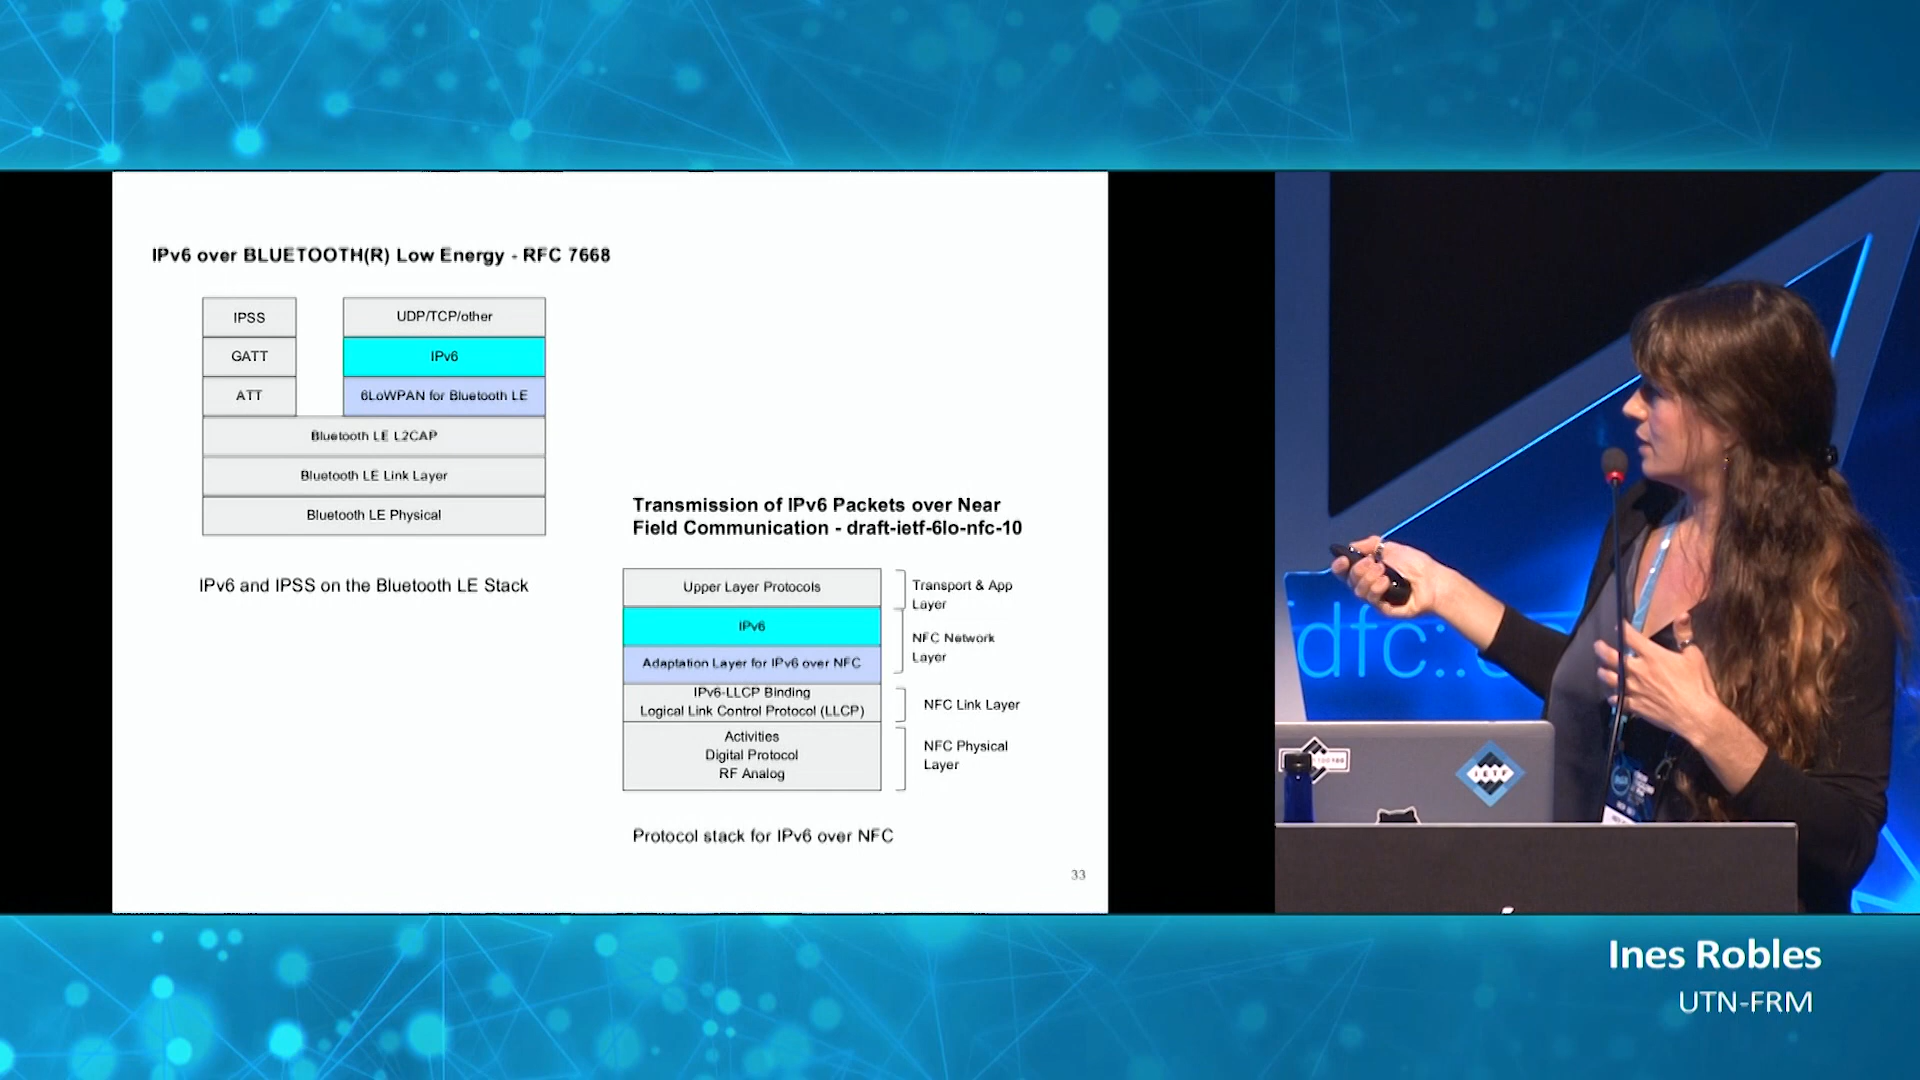 IPv6 over BLUETOOTH(R) Low Energy - RFC 7668
IPSS
UDP/TCP/other
GATT
IPv6
ATT
6LoWPAN for Bluetooth LE
Bluetooth LE L2CAP
Bluetooth LE Link Layer
Bluetooth LE Physical
IPv6 and IPSS on the Bluetooth LE Stack
Transmission of IPv6 Packets over Near
Field Communication - draft-ietf-6lo-nfc-10
Upper Layer Protocols
Transport & App
Layer
IPv6
NFC Network
Layer
Adaptation Layer for IPv6 over NFC
IPv6-LLCP Binding
Logical Link Control Protocol (LLCP)
NFC Link Layer
Activities
Digital Protocol
RF Analog
NFC Physical
Layer
Protocol stack for IPv6 over NFC
33
dfc::
IETF
Ines Robles
UTN-FRM